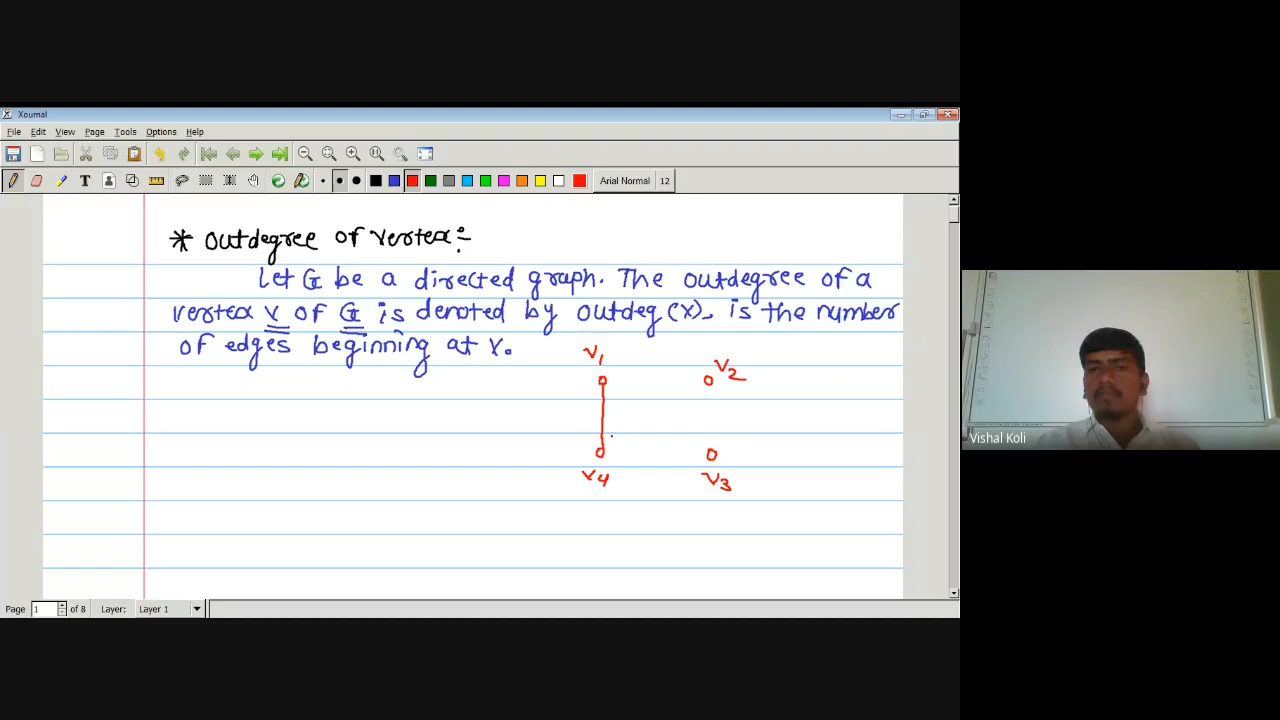 Xournal
File Edit View Page Tools Options Help
Arial Normal 12
* Outdegree of vertex :-
Let G be a directed graph. The outdegree of a
vertex v of G is denoted by outdeg(v). is the number
of edges beginning at v.
v1
v2
v4
v3
Vishal Koli
Page 1 of 8 Layer: Layer 1